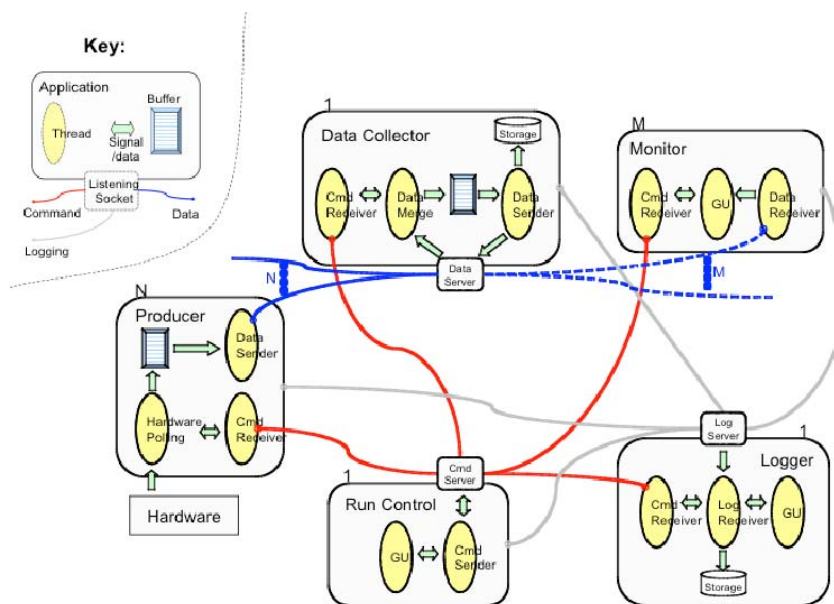 Key:
Application
Buffer
Thread
Signal
/data
Listening
Socket
Command
Data
Logging
1
Data Collector
Storage
Cmd
Receiver
Data
Merge
Data
Sender
Data
Server
M
Monitor
Cmd
Receiver
GU
Data
Receiver
N
M
N
Producer
Data
Sender
Hardware
Polling
Cmd
Receiver
Hardware
Cmd
Server
1
Run Control
GU
Cmd
Sender
Log
Server
1
Logger
Cmd
Receiver
Log
Receiver
GU
Storage